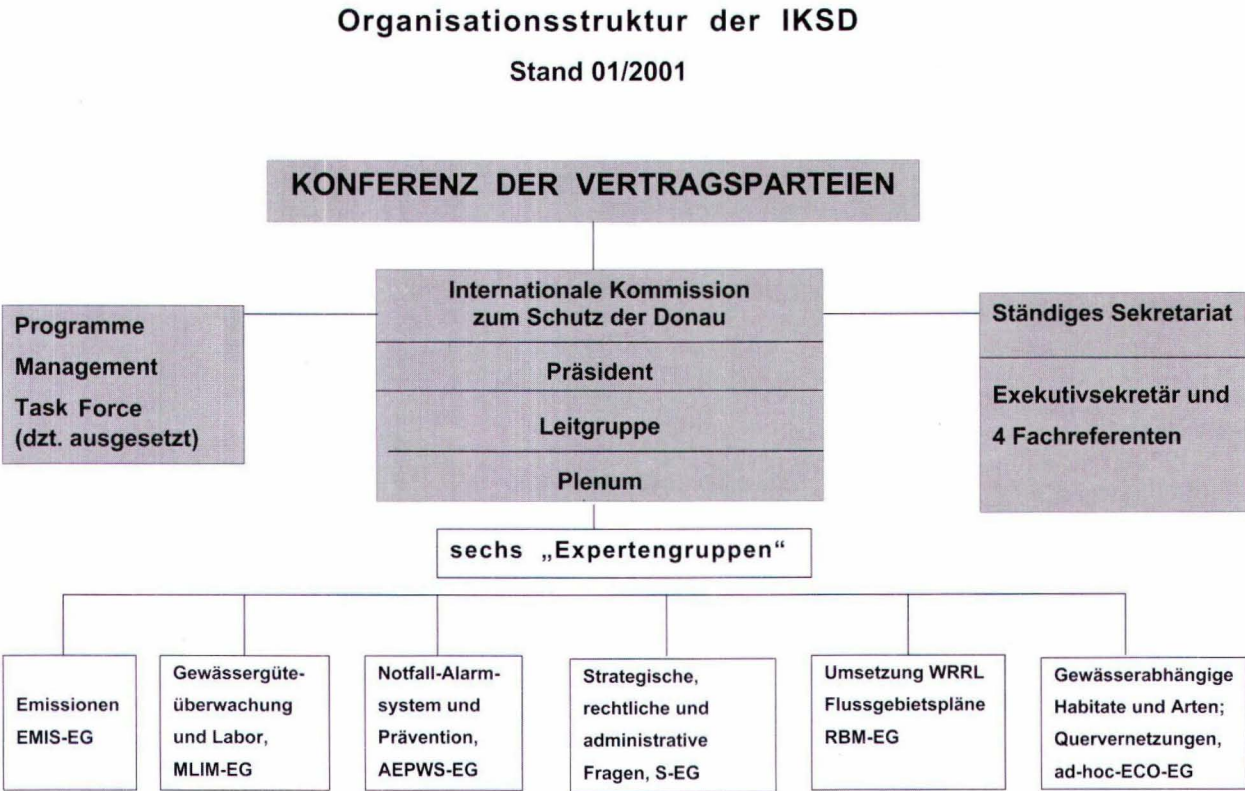 Organisationsstruktur der IKSD
Stand 01/2001
KONFERENZ DER VERTRAGSPARTEIEN
Programme
Management
Task Force
(dzt. ausgesetzt)
Internationale Kommission
zum Schutz der Donau
Präsident
Leitgruppe
Plenum
Ständiges Sekretariat
Exekutivsekretär und
4 Fachreferenten
sechs „Expertengruppen“
Emissionen
EMIS-EG
Gewässergüte-
überwachung
und Labor,
MLIM-EG
Notfall-Alarm-
system und
Prävention,
AEPWS-EG
Strategische,
rechtliche und
administrative
Fragen, S-EG
Umsetzung WRRL
Flussgebietspläne
RBM-EG
Gewässerabhängige
Habitate und Arten;
Quervernetzungen,
ad-hoc-ECO-EG